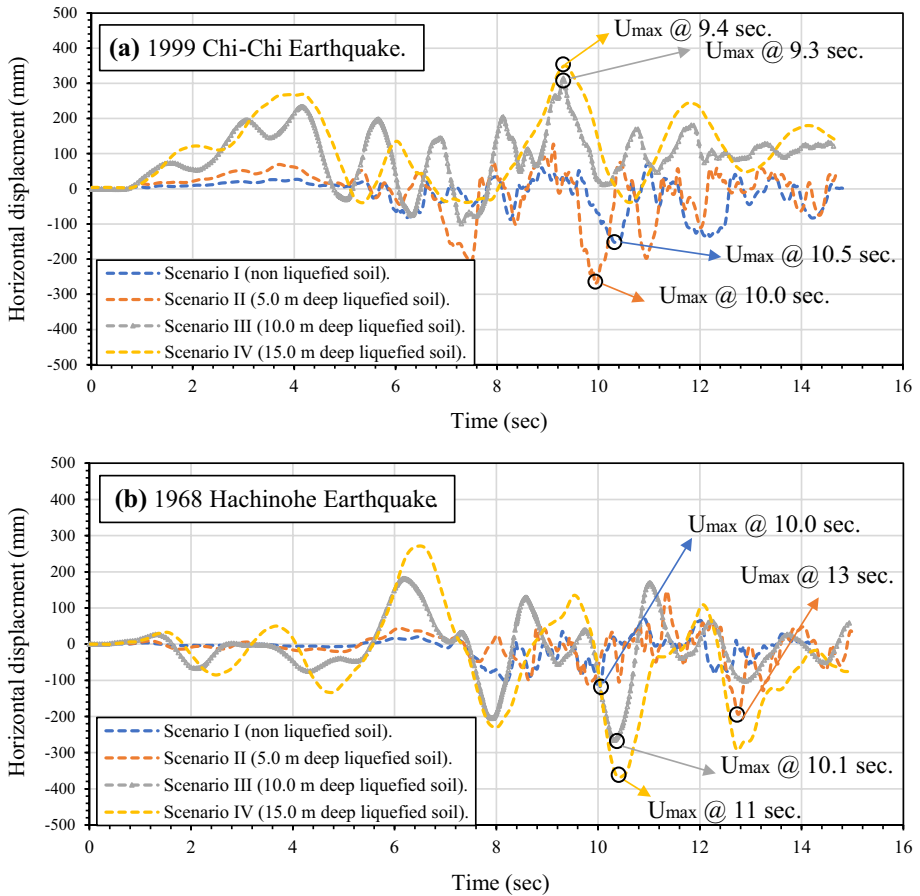 (a) 1999 Chi-Chi Earthquake.
Umax @ 9.4 sec.
Umax @ 9.3 sec.
Umax @ 10.5 sec.
Umax @ 10.0 sec.
Horizontal displacment (mm)
500
400
300
200
100
0
-100
-200
-300
-400
-500
Scenario I (non liquefied soil).
Scenario II (5.0 m deep liquefied soil).
Scenario III (10.0 m deep liquefied soil).
Scenario IV (15.0 m deep liquefied soil).
0 2 4 6 8 10 12 14 16
Time (sec)
(b) 1968 Hachinohe Earthquake.
Umax @ 10.0 sec.
Umax @ 13 sec.
Umax @ 10.1 sec.
Umax @ 11 sec.
Horizontal displacment (mm)
500
400
300
200
100
0
-100
-200
-300
-400
-500
Scenario I (non liquefied soil).
Scenario II (5.0 m deep liquefied soil).
Scenario III (10.0 m deep liquefied soil).
Scenario IV (15.0 m deep liquefied soil).
0 2 4 6 8 10 12 14 16
Time (sec)